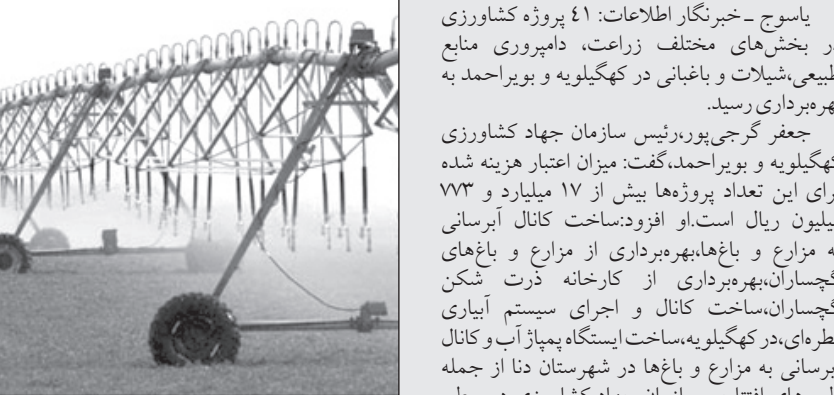 یاسوج ـ خبرنگار اطلاعات: ٤١ پروژه کشاورزی
در بخش‌های مختلف زراعت، دامپروری منابع
طبیعی،شیلات و باغبانی در کهگیلویه و بویراحمد به
بهره‌برداری رسید.
جعفر گرجی‌پور،رئیس سازمان جهاد کشاورزی
کهگیلویه و بویراحمد،گفت: میزان اعتبار هزینه شده
برای این تعداد پروژه‌ها بیش از ۱۷ میلیارد و ۷۷۳
میلیون ریال است.او افزود:ساخت کانال آبرسانی
به مزارع و باغ‌ها،بهره‌برداری از مزارع و باغ‌های
گچساران،بهره‌برداری از کارخانه ذرت شکن
گچساران،ساخت کانال و اجرای سیستم آبیاری
قطره‌ای،در کهگیلویه،ساخت ایستگاه پمپاژ آب و کانال
آبرسانی به مزارع و باغ‌ها در شهرستان دنا از جمله